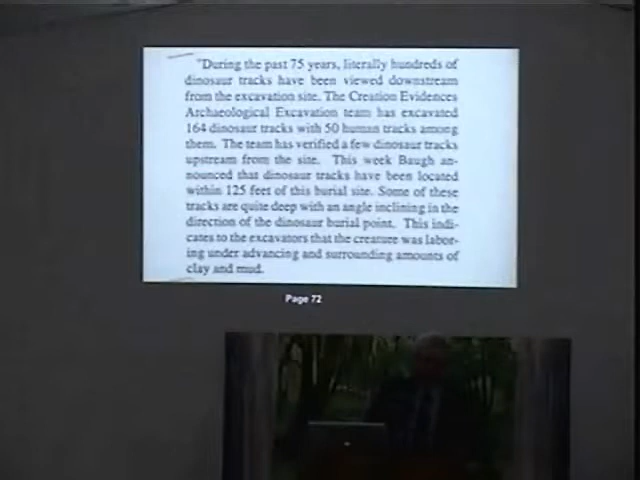 "During the past 75 years, literally hundreds of
dinosaur tracks have been viewed downstream
from the excavation site. The Creation Evidences
Archaeological Excavation team has excavated
164 dinosaur tracks with 50 human tracks among
them. The team has verified a few dinosaur tracks
upstream from the site. This week Baugh an-
nounced that dinosaur tracks have been located
within 125 feet of this burial site. Some of these
tracks are quite deep with an angle inclining in the
direction of the dinosaur burial point. This indi-
cates to the excavators that the creature was labor-
ing under advancing and surrounding amounts of
clay and mud.
Page 72